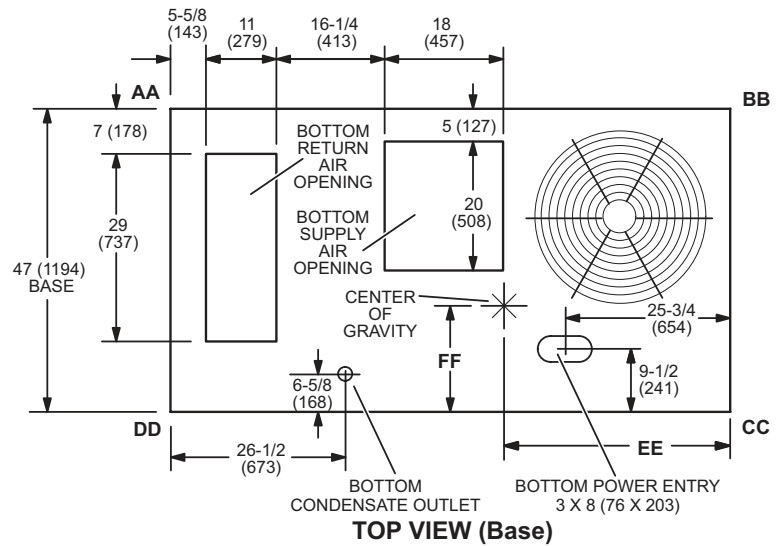 5-5/8
(143)
11
(279)
16-1/4
(413)
18
(457)
AA
BB
7 (178)
5 (127)
BOTTOM
RETURN
AIR
OPENING
29
(737)
20
(508)
BOTTOM
SUPPLY
AIR
OPENING
47 (1194)
BASE
CENTER
OF
GRAVITY
25-3/4
(654)
FF
9-1/2
(241)
6-5/8
(168)
DD
CC
26-1/2
(673)
EE
BOTTOM
CONDENSATE OUTLET
BOTTOM POWER ENTRY
3 X 8 (76 X 203)
TOP VIEW (Base)